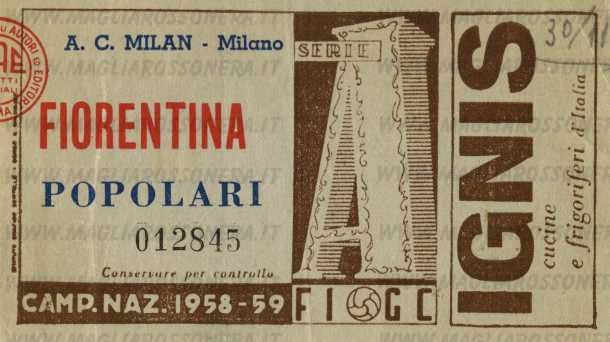 A. C. MILAN - Milano
FIORENTINA
POPOLARI
012845
Conservare per controllo
CAMP. NAZ. 1958-59
SERIE
A
FIGC
IGNIS
cucine
e frigoriferi d'Italia
30/11
WWW.MAGLIAROSSONERA.IT